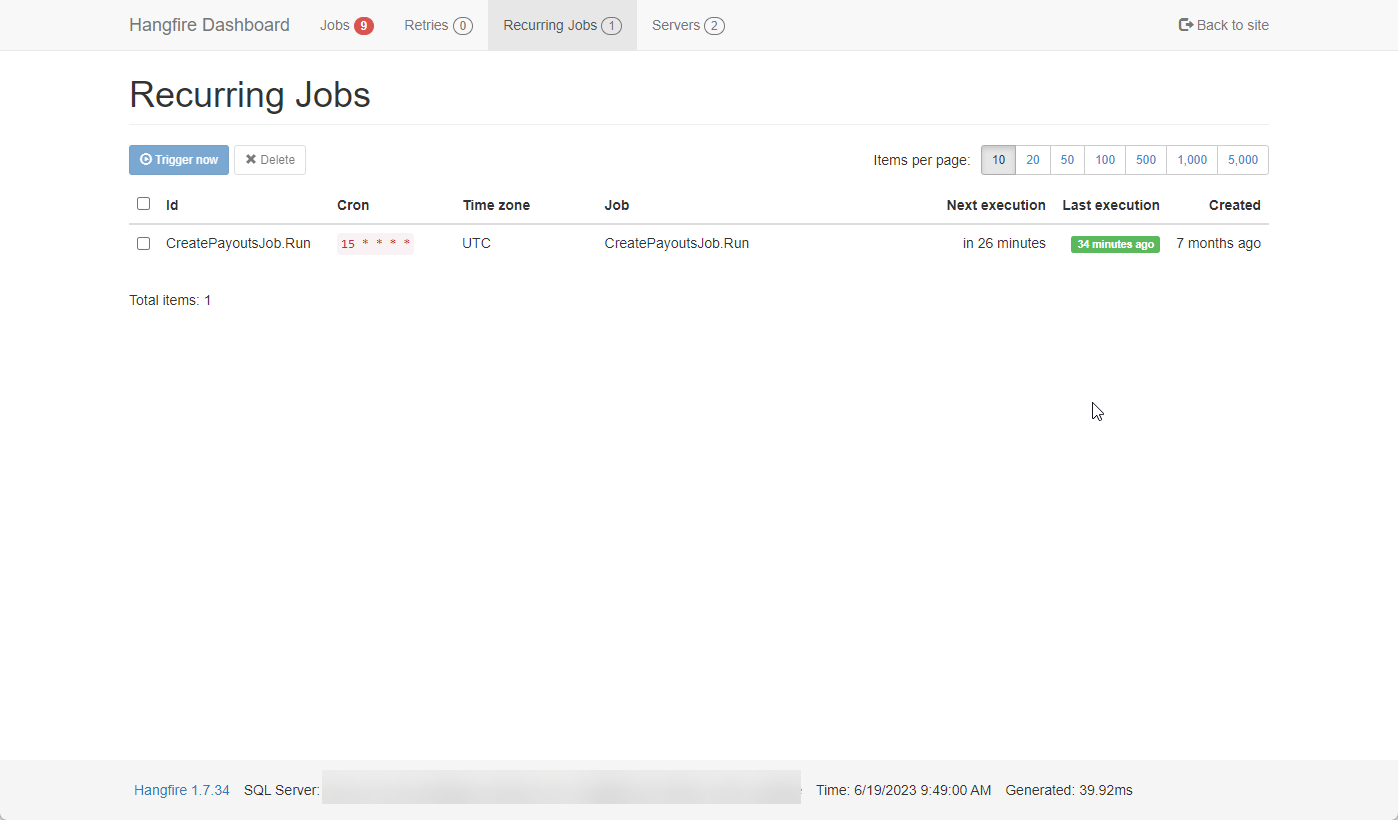 Hangfire Dashboard Jobs 9 Retries 0 Recurring Jobs 1 Servers 2 Back to site
Recurring Jobs
Trigger now Delete Items per page: 10 20 50 100 500 1,000 5,000
Id Cron Time zone Job Next execution Last execution Created
CreatePayoutsJob.Run 15 * * * * UTC CreatePayoutsJob.Run in 26 minutes 34 minutes ago 7 months ago
Total items: 1
Hangfire 1.7.34 SQL Server: Time: 6/19/2023 9:49:00 AM Generated: 39.92ms